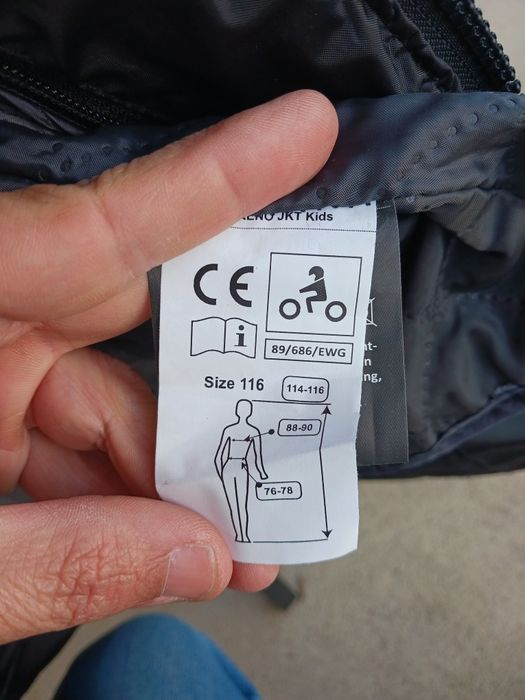 JKT Kids
CE
i
89/686/EWG
Size 116
114-116
88-90
76-78